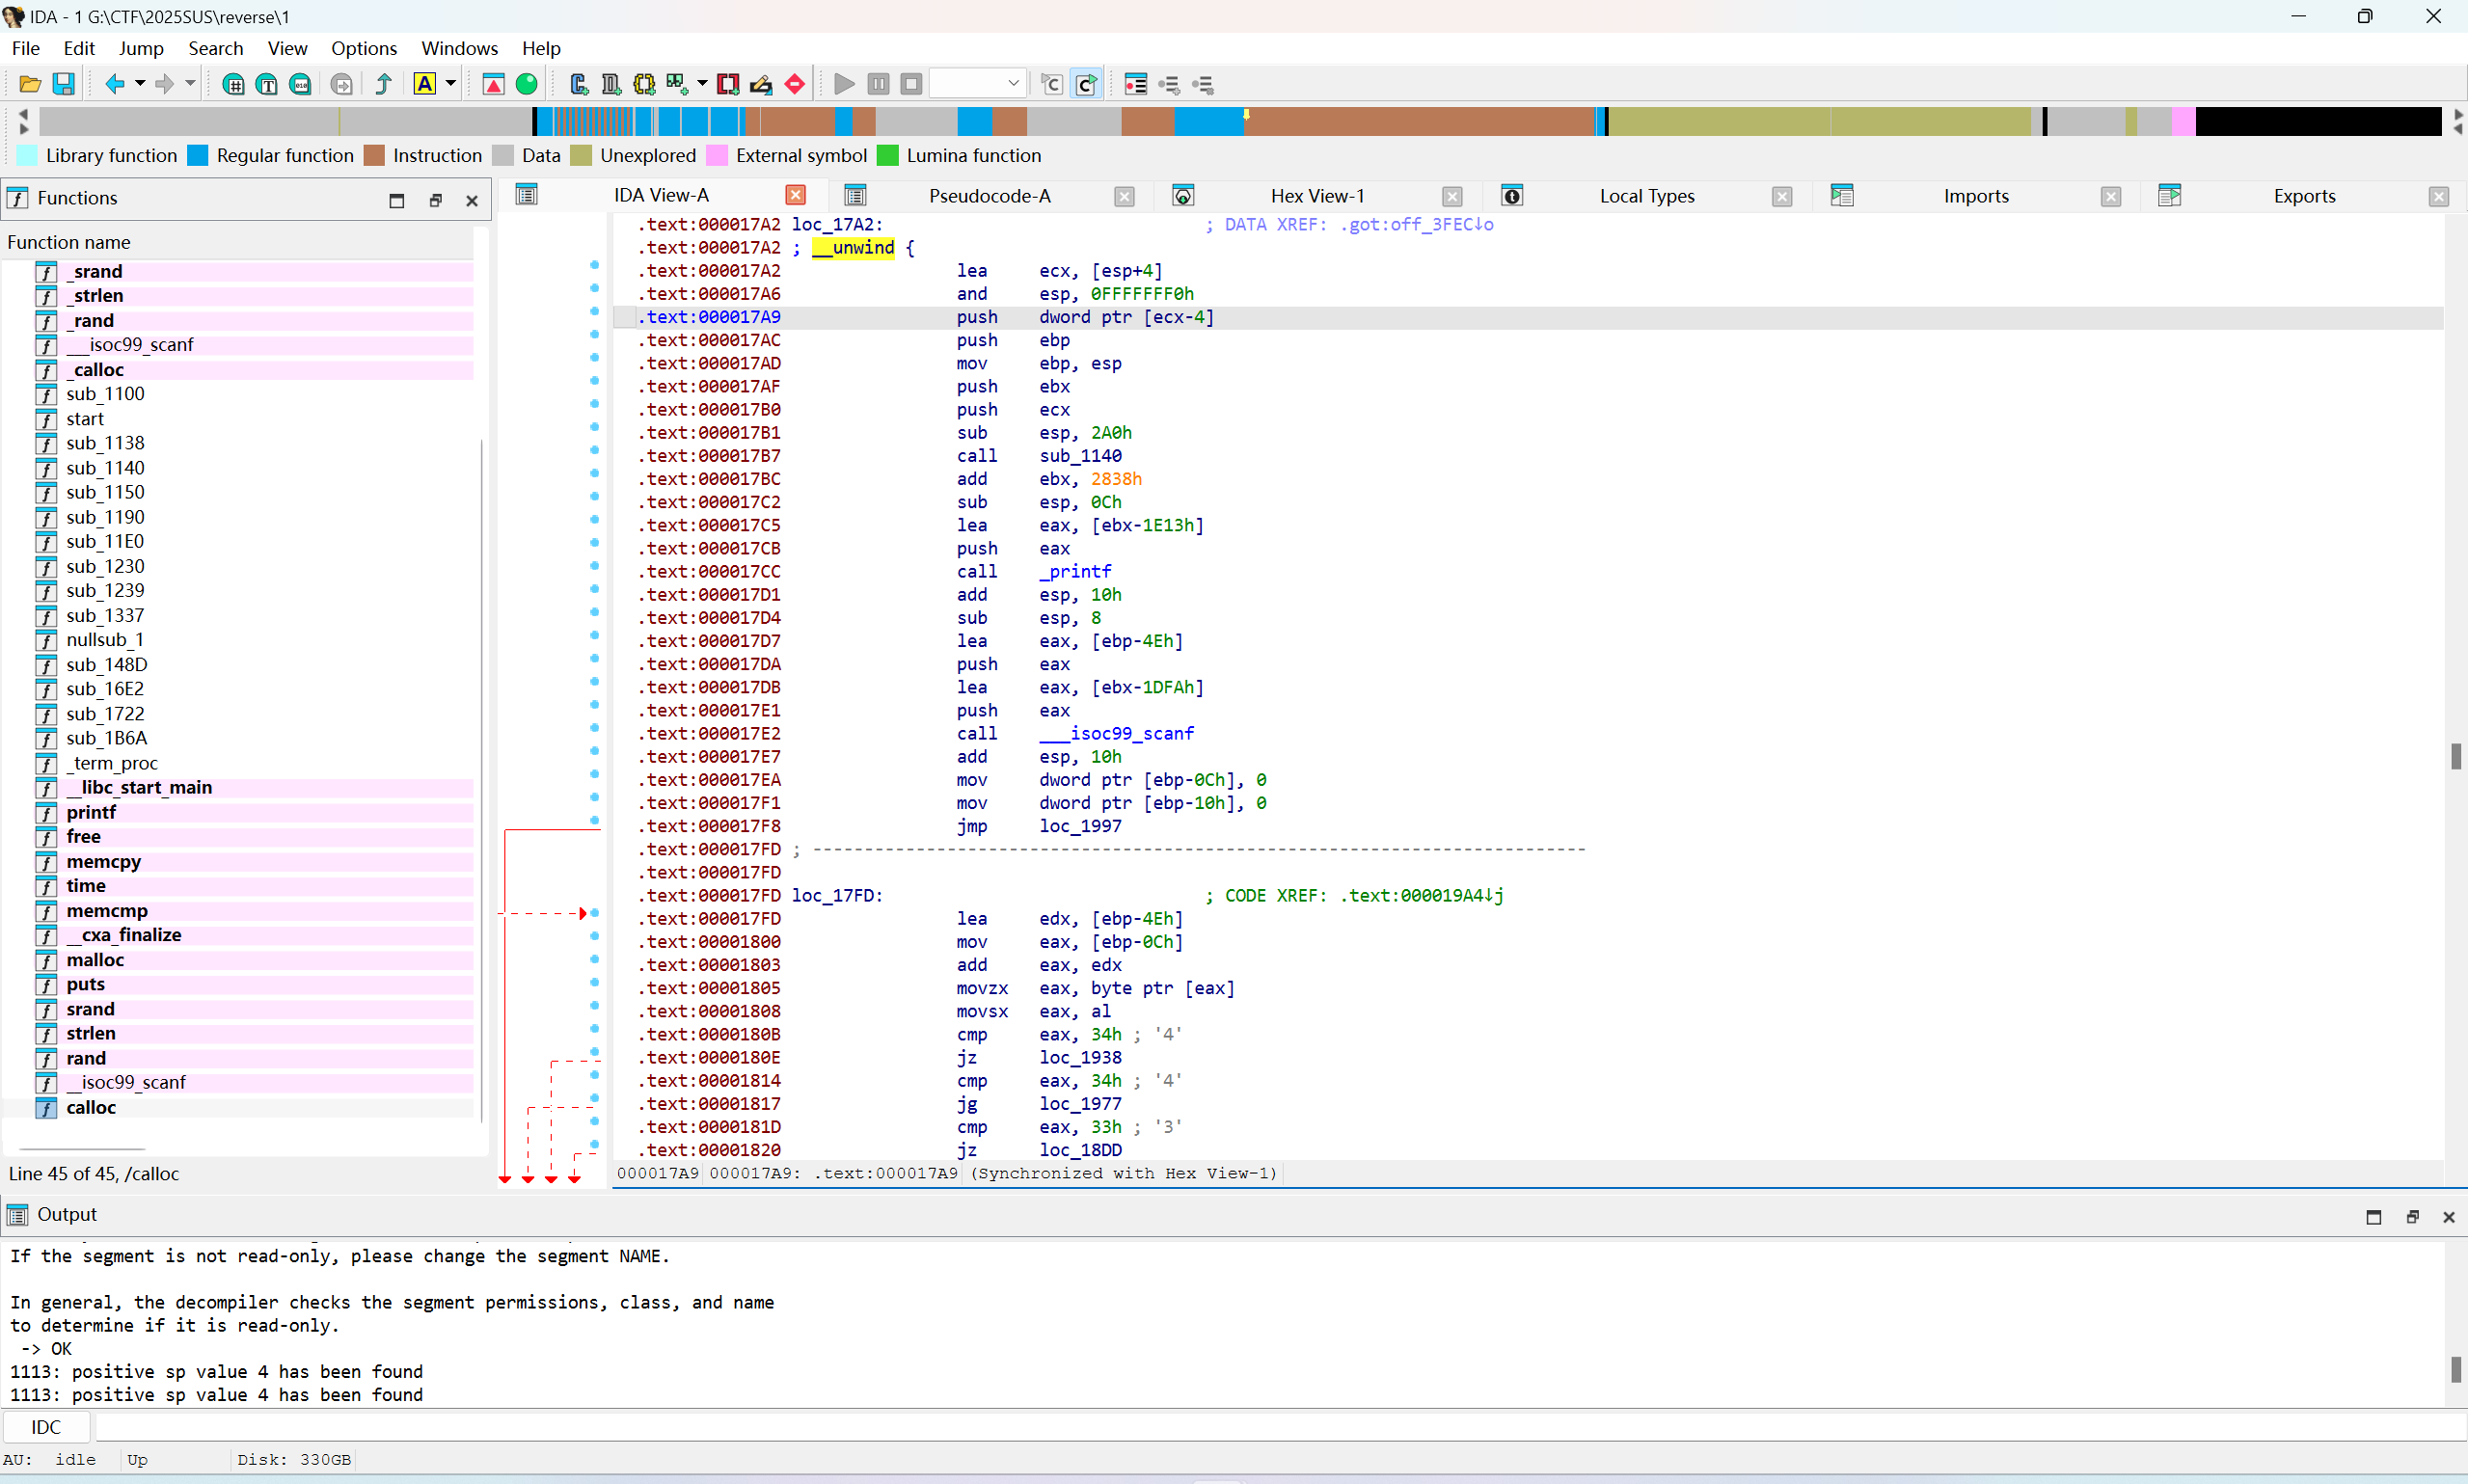 IDA - 1 G:\CTF\2025SUS\reverse\1
File Edit Jump Search View Options Windows Help
Library function Regular function Instruction Data Unexplored External symbol Lumina function
Functions
IDA View-A Pseudocode-A Hex View-1 Local Types Imports Exports
Function name
_srand
_strlen
_rand
___isoc99_scanf
_calloc
sub_1100
start
sub_1138
sub_1140
sub_1150
sub_1190
sub_11E0
sub_1230
sub_1239
sub_1337
nullsub_1
sub_148D
sub_16E2
sub_1722
sub_1B6A
_term_proc
__libc_start_main
printf
free
memcpy
time
memcmp
__cxa_finalize
malloc
puts
srand
strlen
rand
__isoc99_scanf
calloc
Line 45 of 45, /calloc
.text:000017A2 loc_17A2: ; DATA XREF: .got:off_3FEC↓o
.text:000017A2 ; __unwind {
.text:000017A2 lea ecx, [esp+4]
.text:000017A6 and esp, 0FFFFFFF0h
.text:000017A9 push dword ptr [ecx-4]
.text:000017AC push ebp
.text:000017AD mov ebp, esp
.text:000017AF push ebx
.text:000017B0 push ecx
.text:000017B1 sub esp, 2A0h
.text:000017B7 call sub_1140
.text:000017BC add ebx, 2838h
.text:000017C2 sub esp, 0Ch
.text:000017C5 lea eax, [ebx-1E13h]
.text:000017CB push eax
.text:000017CC call _printf
.text:000017D1 add esp, 10h
.text:000017D4 sub esp, 8
.text:000017D7 lea eax, [ebp-4Eh]
.text:000017DA push eax
.text:000017DB lea eax, [ebx-1DFAh]
.text:000017E1 push eax
.text:000017E2 call ___isoc99_scanf
.text:000017E7 add esp, 10h
.text:000017EA mov dword ptr [ebp-0Ch], 0
.text:000017F1 mov dword ptr [ebp-10h], 0
.text:000017F8 jmp loc_1997
.text:000017FD ; ---------------------------------------------------------------------------
.text:000017FD
.text:000017FD loc_17FD: ; CODE XREF: .text:000019A4↓j
.text:000017FD lea edx, [ebp-4Eh]
.text:00001800 mov eax, [ebp-0Ch]
.text:00001803 add eax, edx
.text:00001805 movzx eax, byte ptr [eax]
.text:00001808 movsx eax, al
.text:0000180B cmp eax, 34h ; '4'
.text:0000180E jz loc_1938
.text:00001814 cmp eax, 34h ; '4'
.text:00001817 jg loc_1977
.text:0000181D cmp eax, 33h ; '3'
.text:00001820 jz loc_18DD
000017A9 000017A9: .text:000017A9 (Synchronized with Hex View-1)
Output
If the segment is not read-only, please change the segment NAME.
In general, the decompiler checks the segment permissions, class, and name
to determine if it is read-only.
-> OK
1113: positive sp value 4 has been found
1113: positive sp value 4 has been found
IDC
AU: idle Up Disk: 330GB